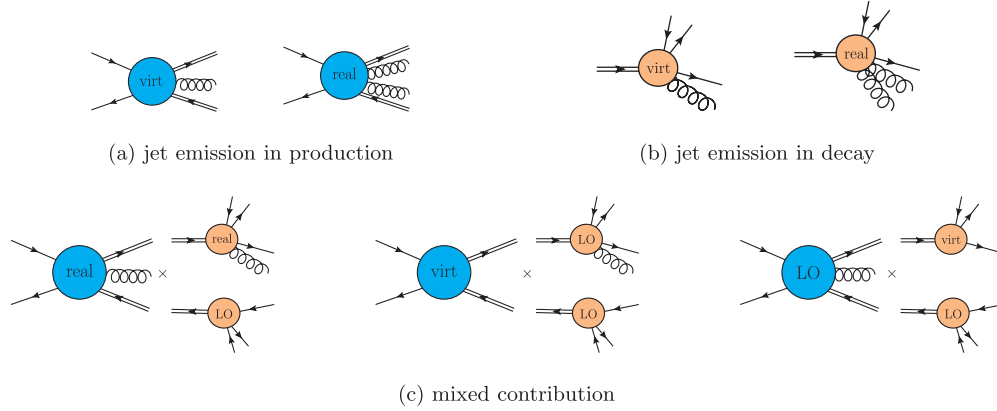 virt
real
virt
real
(a) jet emission in production
(b) jet emission in decay
real
×
real
LO
virt
×
LO
LO
LO
×
virt
LO
(c) mixed contribution